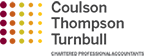 Coulson
Thompson
Turnbull
CHARTERED PROFESSIONAL ACCOUNTANTS